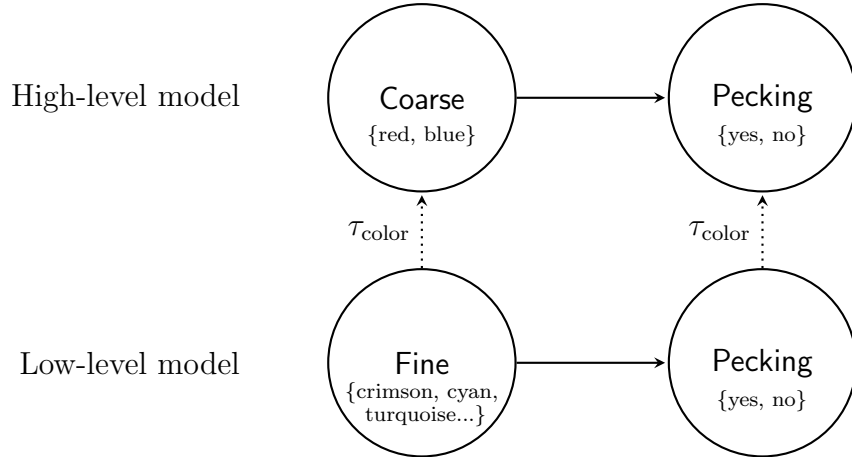 High-level model
Coarse
{red, blue}
Pecking
{yes, no}
τcolor
τcolor
Low-level model
Fine
{crimson, cyan,
turquoise...}
Pecking
{yes, no}